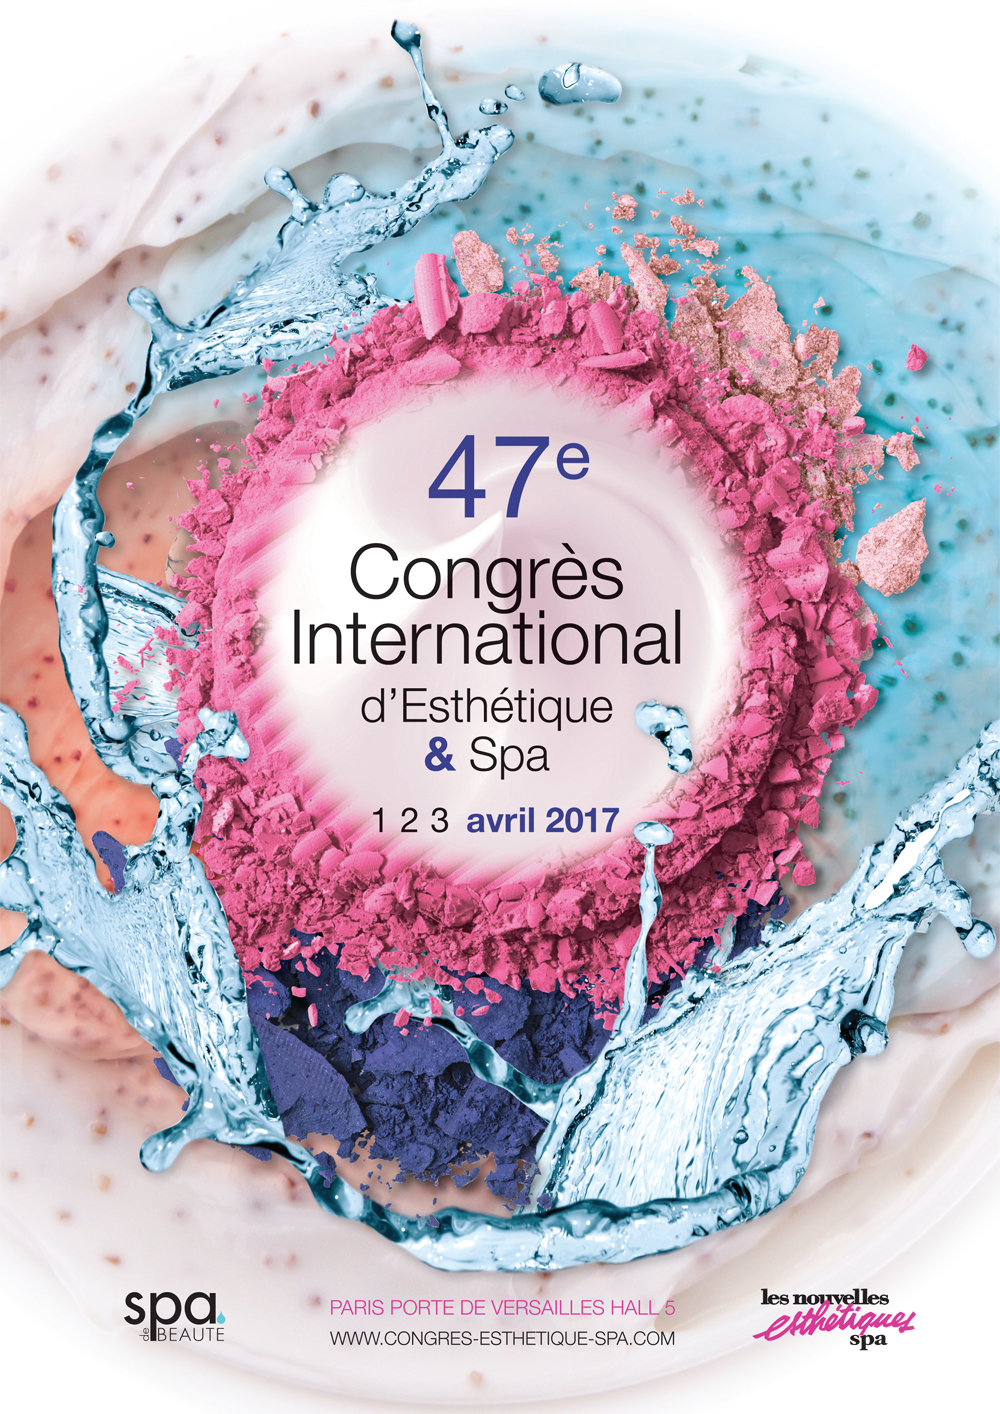 47e
Congrès
International
d'Esthétique
& Spa
1 2 3 avril 2017
spa
de BEAUTE
PARIS PORTE DE VERSAILLES HALL 5
WWW.CONGRES-ESTHETIQUE-SPA.COM
les nouvelles
esthétiques
spa